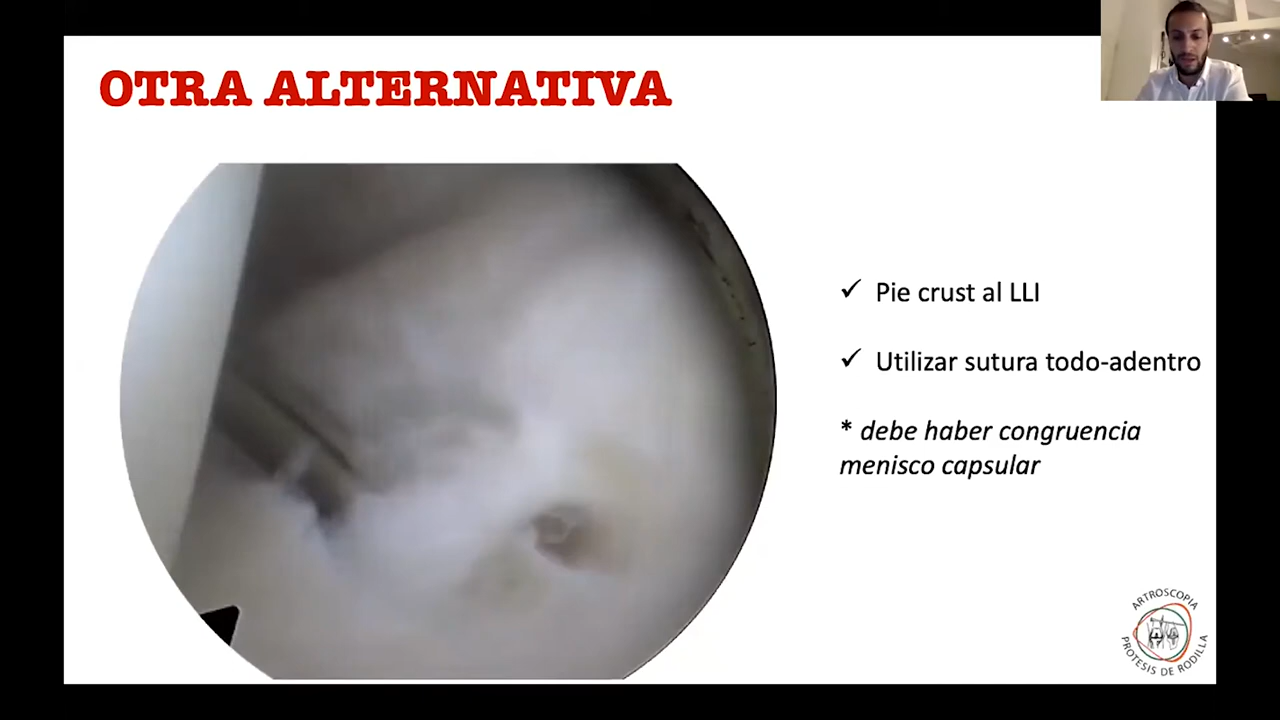 OTRA ALTERNATIVA
✓ Pie crust al LLI
✓ Utilizar sutura todo-adentro
* debe haber congruencia
menisco capsular
ARTROSCOPIA
PROTESIS DE RODILLA